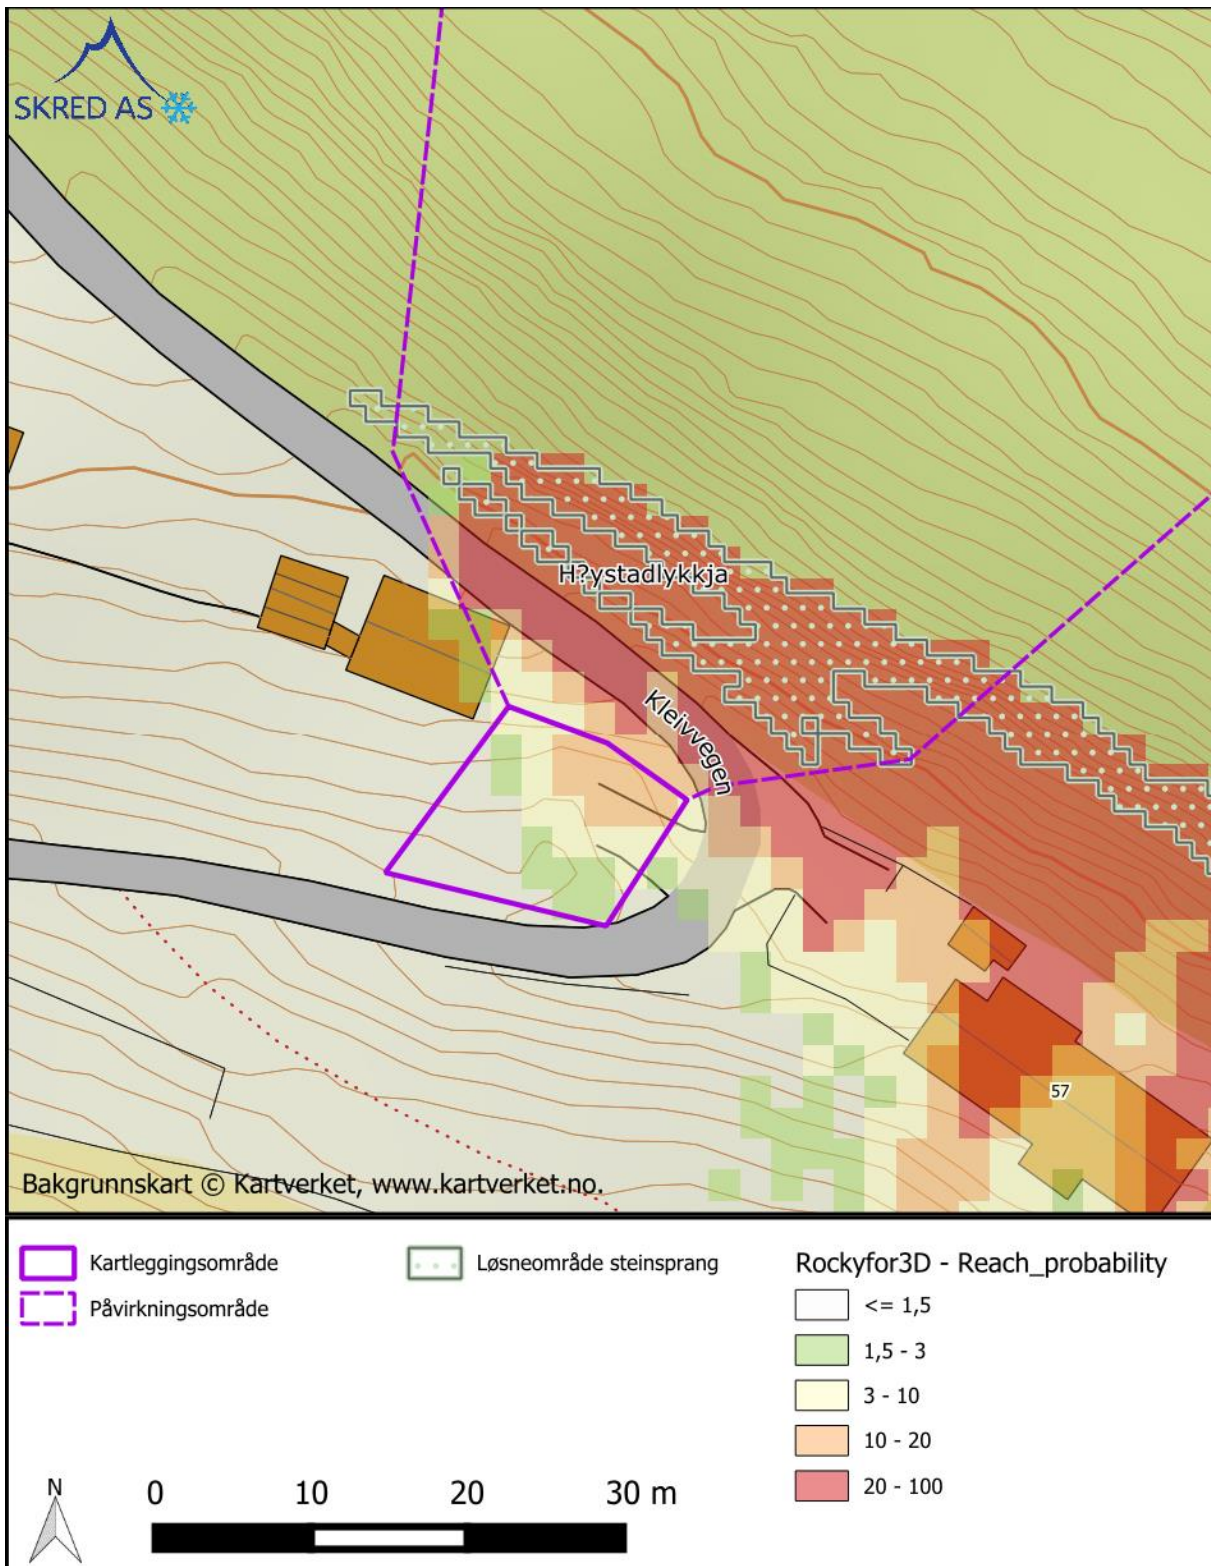 SKRED AS
H?ystadlykkja
Kleivvegen
57
Bakgrunnskart © Kartverket, www.kartverket.no.
Kartleggingsområde
Påvirkningsområde
Løsneområde steinsprang
Rockyfor3D - Reach_probability
<= 1,5
1,5 - 3
3 - 10
10 - 20
20 - 100
N
0 10 20 30 m